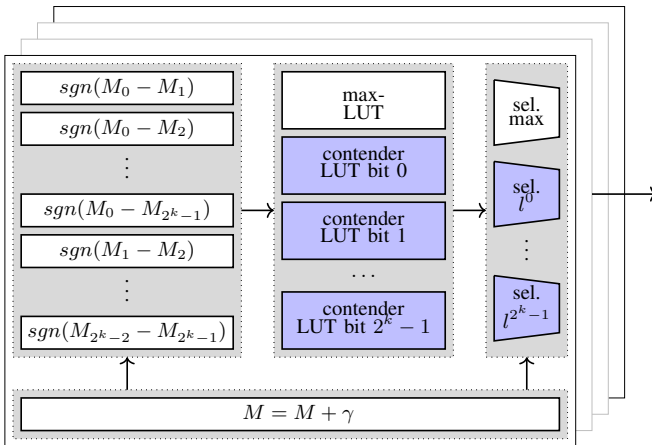 sgn(M_0 − M_1)
sgn(M_0 − M_2)
⋮
sgn(M_0 − M_{2^k−1})
sgn(M_1 − M_2)
⋮
sgn(M_{2^k−2} − M_{2^k−1})
max-
LUT
contender
LUT bit 0
contender
LUT bit 1
...
contender
LUT bit 2^k − 1
sel.
max
sel.
l^0
⋮
sel.
l^{2^k−1}
M = M + γ